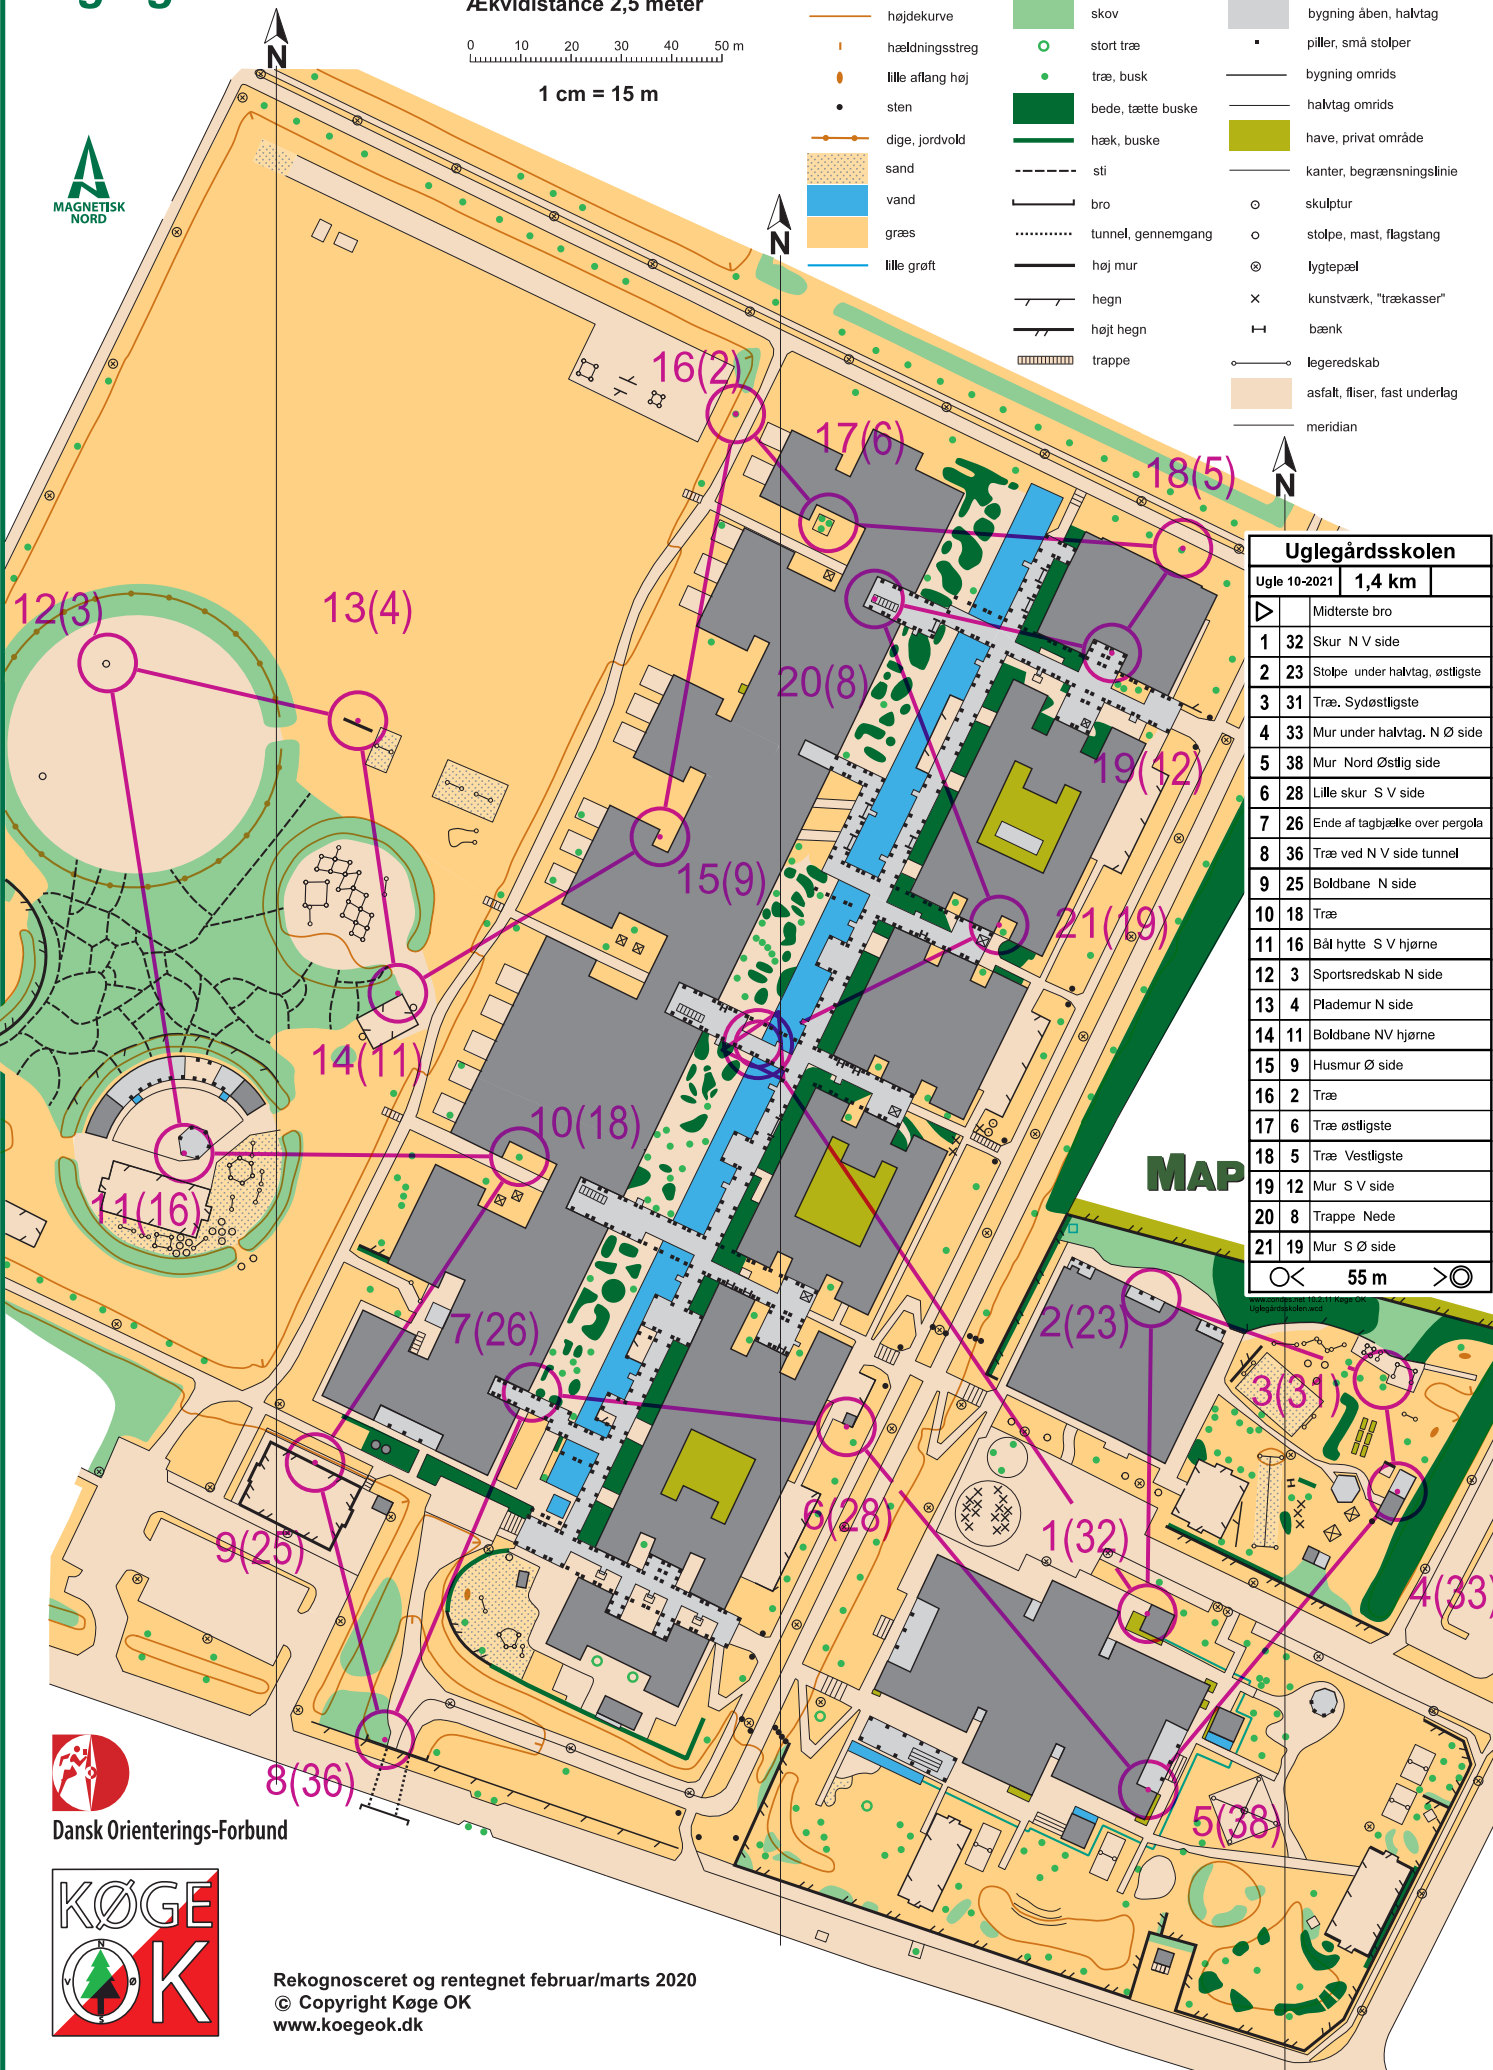 Ækvidistance 2,5 meter
0 10 20 30 40 50 m
1 cm = 15 m
N
MAGNETISK
NORD
højdekurve
hældningsstreg
lille aflang høj
sten
dige, jordvold
sand
vand
græs
lille grøft
skov
stort træ
træ, busk
bede, tætte buske
hæk, buske
sti
bro
tunnel, gennemgang
høj mur
hegn
højt hegn
trappe
bygning åben, halvtag
piller, små stolper
bygning omrids
halvtag omrids
have, privat område
kanter, begrænsningslinie
skulptur
stolpe, mast, flagstang
lygtepæl
kunstværk, "trækasser"
bænk
legeredskab
asfalt, fliser, fast underlag
meridian
N
N
16(2)
17(6)
18(5)
12(3)
13(4)
20(8)
19(12)
15(9)
21(19)
14(11)
10(18)
11(16)
7(26)
2(23)
3(31)
9(25)
6(28)
1(32)
4(33)
8(36)
5(38)
MAP
Uglegårdsskolen
Ugle 10-2021 1,4 km
Midterste bro
1 32 Skur N V side
2 23 Stolpe under halvtag, østligste
3 31 Træ. Sydøstligste
4 33 Mur under halvtag. N Ø side
5 38 Mur Nord Østlig side
6 28 Lille skur S V side
7 26 Ende af tagbjælke over pergola
8 36 Træ ved N V side tunnel
9 25 Boldbane N side
10 18 Træ
11 16 Bål hytte S V hjørne
12 3 Sportsredskab N side
13 4 Plademur N side
14 11 Boldbane NV hjørne
15 9 Husmur Ø side
16 2 Træ
17 6 Træ østligste
18 5 Træ Vestligste
19 12 Mur S V side
20 8 Trappe Nede
21 19 Mur S Ø side
55 m
www.condes.net 10.2.11 Køge OK
Uglegårdsskolen.wcd
Dansk Orienterings-Forbund
KØGE
OK
N
V Ø
S
Rekognosceret og rentegnet februar/marts 2020
© Copyright Køge OK
www.koegeok.dk